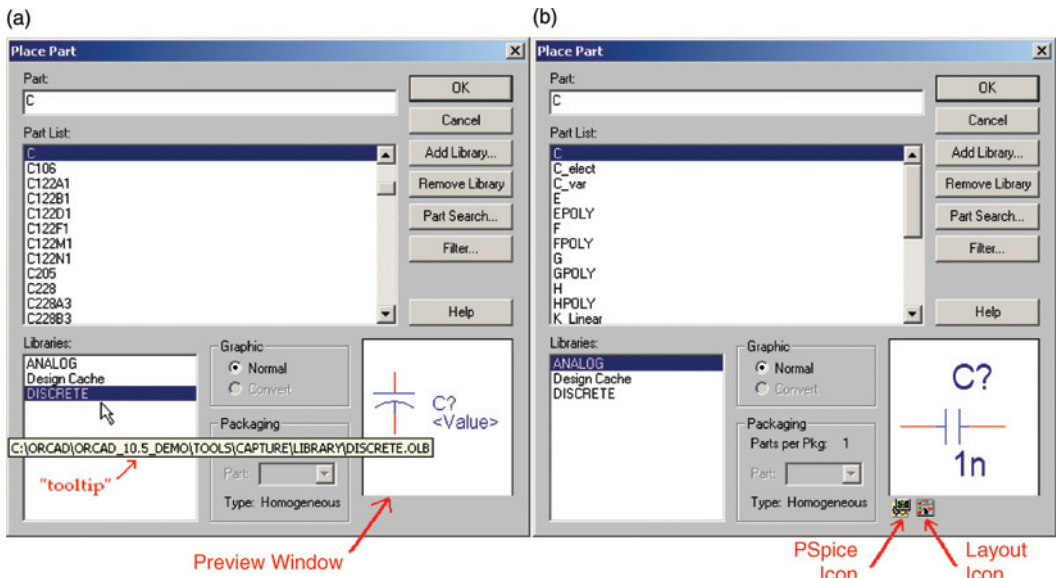 (a)
Place Part
Part:
C
OK
Cancel
Part List:
C
C106
C122A1
C122B1
C122D1
C122F1
C122M1
C122N1
C205
C228
C228A3
C228B3
Add Library...
Remove Library
Part Search...
Filter...
Help
Libraries:
ANALOG
Design Cache
DISCRETE
Graphic
Normal
Convert
Packaging
C:\ORCAD\ORCAD_10.5_DEMO\TOOLS\CAPTURE\LIBRARY\DISCRETE.OLB
Part:
Type: Homogeneous
C?
<Value>
"tooltip"
Preview Window
(b)
Place Part
Part:
C
OK
Cancel
Part List:
C
C_elect
C_var
E
EPOLY
F
FPOLY
G
GPOLY
H
HPOLY
K_Linear
Add Library...
Remove Library
Part Search...
Filter...
Help
Libraries:
ANALOG
Design Cache
DISCRETE
Graphic
Normal
Convert
Packaging
Parts per Pkg: 1
Part:
Type: Homogeneous
C?
1n
PSpice
Icon
Layout
Icon